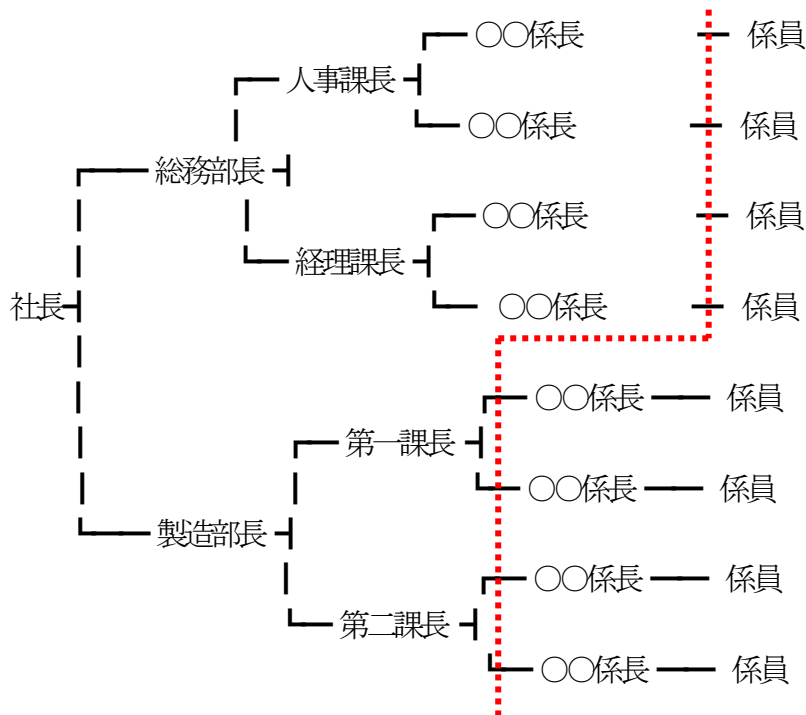 〇〇係長 係員
人事課長
〇〇係長 係員
総務部長
〇〇係長 係員
経理課長
社長 〇〇係長 係員
〇〇係長 係員
第一課長
〇〇係長 係員
製造部長
〇〇係長 係員
第二課長
〇〇係長 係員